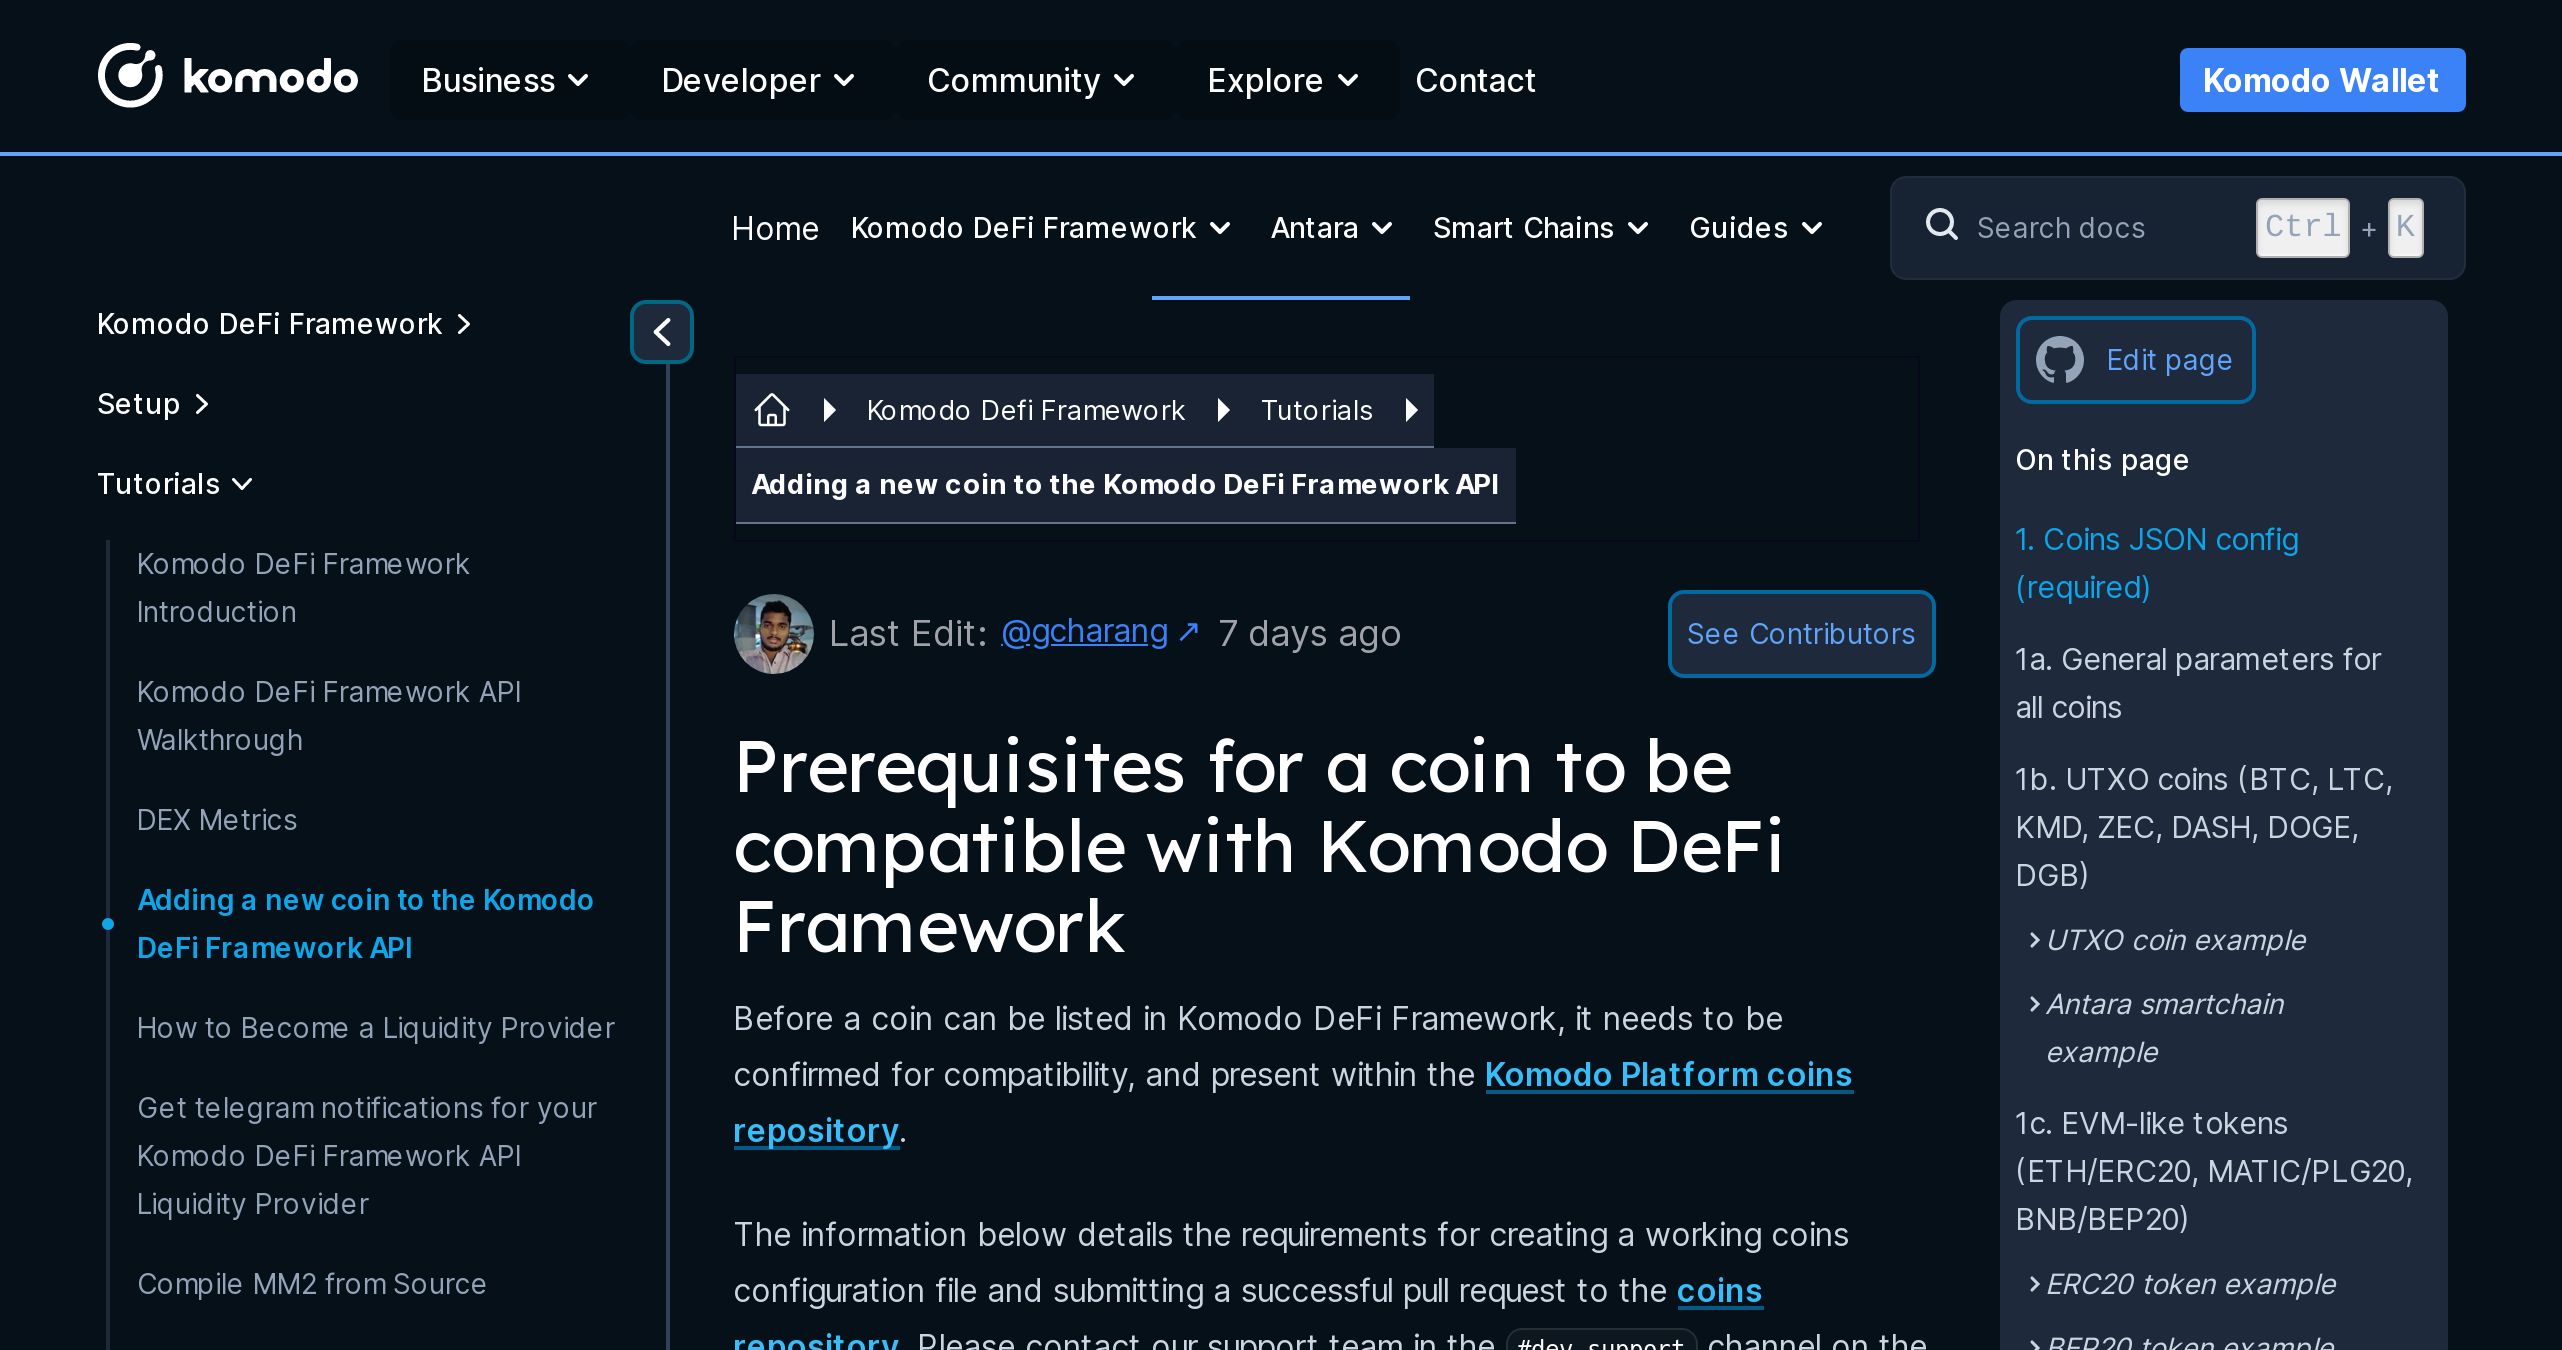 komodo
Business
Developer
Community
Explore
Contact
Komodo Wallet
Home
Komodo DeFi Framework
Antara
Smart Chains
Guides
Search docs
Ctrl + K
Komodo DeFi Framework
Setup
Tutorials
Komodo DeFi Framework
Introduction
Komodo DeFi Framework API
Walkthrough
DEX Metrics
Adding a new coin to the Komodo
DeFi Framework API
How to Become a Liquidity Provider
Get telegram notifications for your
Komodo DeFi Framework API
Liquidity Provider
Compile MM2 from Source
Komodo Defi Framework
Tutorials
Adding a new coin to the Komodo DeFi Framework API
Last Edit: @gcharang ↗ 7 days ago
See Contributors
Prerequisites for a coin to be
compatible with Komodo DeFi
Framework
Before a coin can be listed in Komodo DeFi Framework, it needs to be
confirmed for compatibility, and present within the Komodo Platform coins
repository.
The information below details the requirements for creating a working coins
configuration file and submitting a successful pull request to the coins
repository. Please contact our support team in the #dev-support channel on the
Edit page
On this page
1. Coins JSON config
(required)
1a. General parameters for
all coins
1b. UTXO coins (BTC, LTC,
KMD, ZEC, DASH, DOGE,
DGB)
UTXO coin example
Antara smartchain
example
1c. EVM-like tokens
(ETH/ERC20, MATIC/PLG20,
BNB/BEP20)
ERC20 token example
BEP20 token example